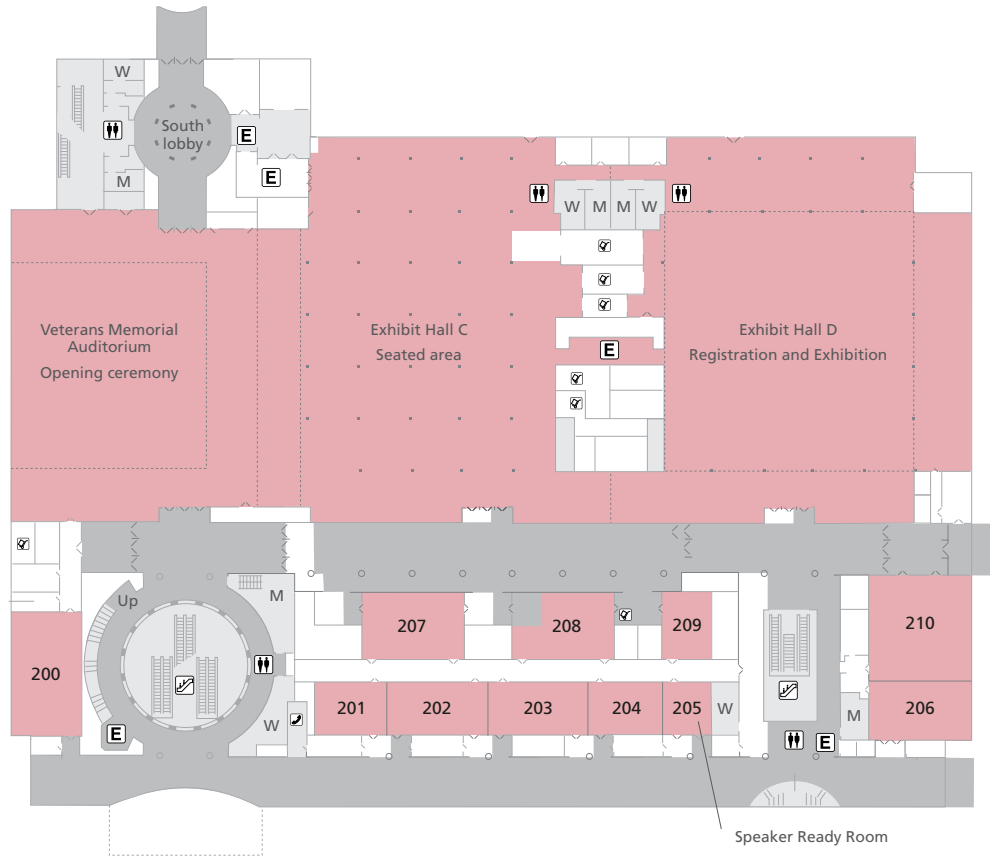 W
South
lobby
E
E
M
W M M W
Veterans Memorial
Auditorium
Opening ceremony
Exhibit Hall C
Seated area
Exhibit Hall D
Registration and Exhibition
E
Up
M
207
208
209
210
200
201
202
203
204
205
W
206
M
W
E
E
Speaker Ready Room